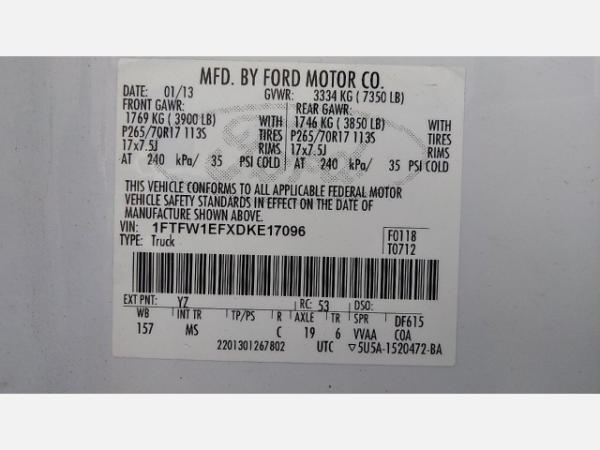 MFD. BY FORD MOTOR CO.
DATE: 01/13 GVWR: 3334 KG ( 7350 LB)
FRONT GAWR: REAR GAWR:
1769 KG ( 3900 LB) WITH 1746 KG ( 3850 LB) WITH
P265/70R17 113S TIRES P265/70R17 113S TIRES
17x7.5J RIMS 17x7.5J RIMS
AT 240 kPa/ 35 PSI COLD AT 240 kPa/ 35 PSI COLD
THIS VEHICLE CONFORMS TO ALL APPLICABLE FEDERAL MOTOR
VEHICLE SAFETY STANDARDS IN EFFECT ON THE DATE OF
MANUFACTURE SHOWN ABOVE.
VIN: 1FTFW1EFXDKE17096 F0118
TYPE: Truck T0712
EXT PNT: YZ RC: 53 DSO:
WB INT TR TP/PS R AXLE TR SPR DF615
157 MS C 19 6 VVAA COA
2201301267802 UTC ▽5U5A-1520472-BA